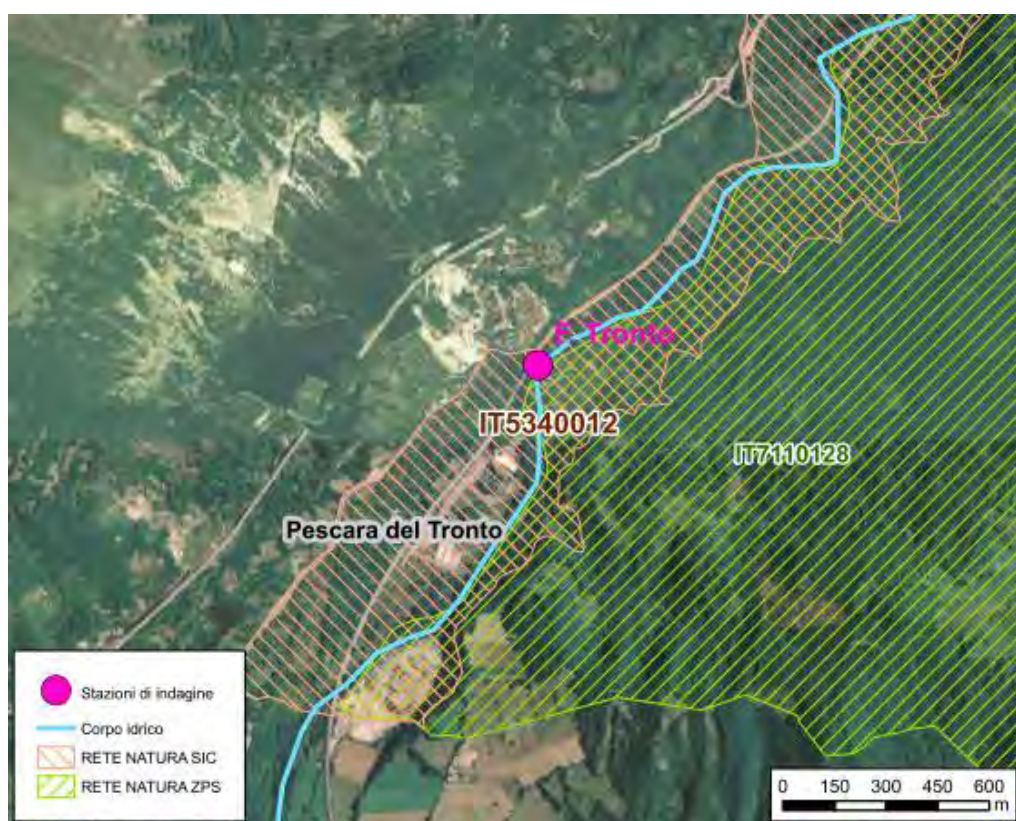 F. Tronto
IT5340012
IT7110128
Pescara del Tronto
Stazioni di indagine
Corpo idrico
RETE NATURA SIC
RETE NATURA ZPS
0 150 300 450 600
m